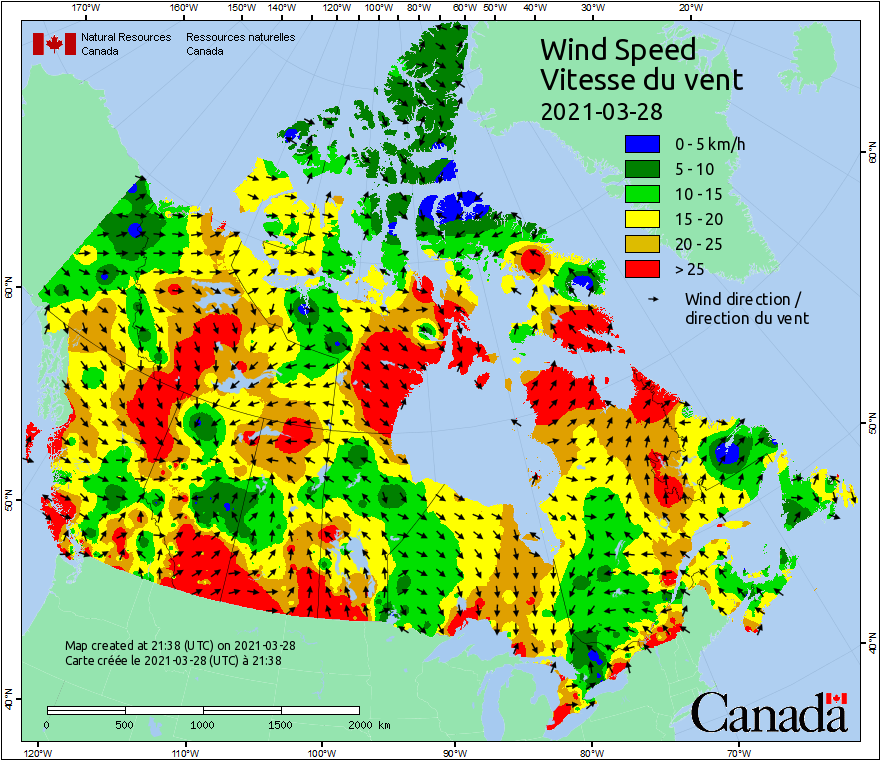 170°W 160°W 150°W 140°W 120°W 100°W 80°W 60°W 50°W 40°W 30°W 20°W
Natural Resources Canada
Ressources naturelles Canada
Wind Speed
Vitesse du vent
2021-03-28
0 - 5 km/h
5 - 10
10 - 15
15 - 20
20 - 25
> 25
Wind direction /
direction du vent
60°N
60°N
50°N
50°N
40°N
40°N
Map created at 21:38 (UTC) on 2021-03-28
Carte créée le 2021-03-28 (UTC) à 21:38
0 500 1000 1500 2000 km
Canada
120°W 110°W 100°W 90°W 80°W 70°W